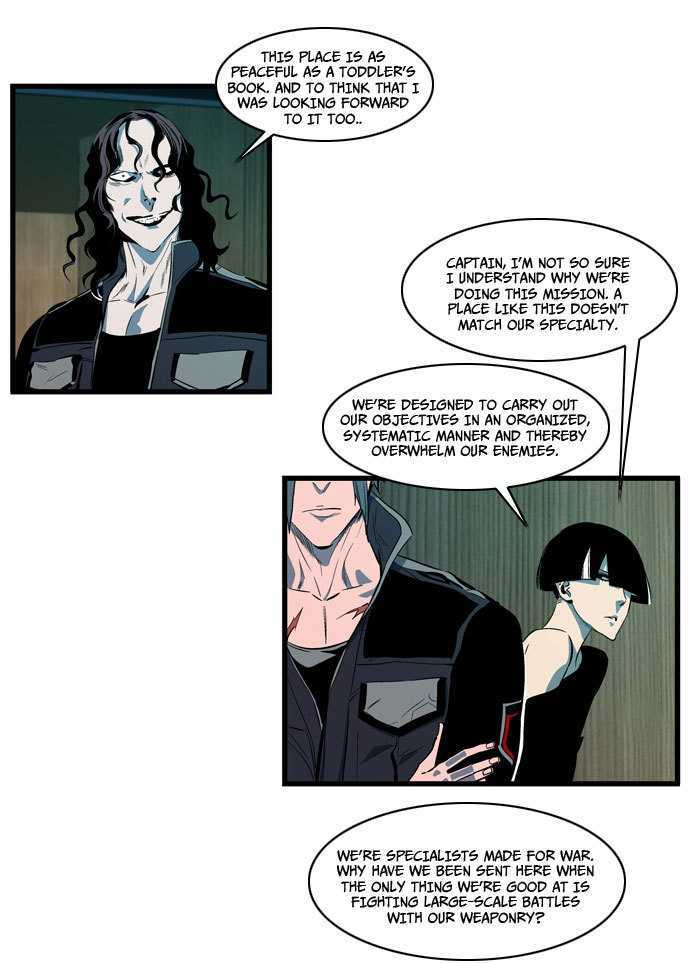 THIS PLACE IS AS
PEACEFUL AS A TODDLER'S
BOOK. AND TO THINK THAT I
WAS LOOKING FORWARD
TO IT TOO..
CAPTAIN, I'M NOT SO SURE
I UNDERSTAND WHY WE'RE
DOING THIS MISSION. A
PLACE LIKE THIS DOESN'T
MATCH OUR SPECIALTY.
WE'RE DESIGNED TO CARRY OUT
OUR OBJECTIVES IN AN ORGANIZED,
SYSTEMATIC MANNER AND THEREBY
OVERWHELM OUR ENEMIES.
WE'RE SPECIALISTS MADE FOR WAR.
WHY HAVE WE BEEN SENT HERE WHEN
THE ONLY THING WE'RE GOOD AT IS
FIGHTING LARGE-SCALE BATTLES
WITH OUR WEAPONRY?